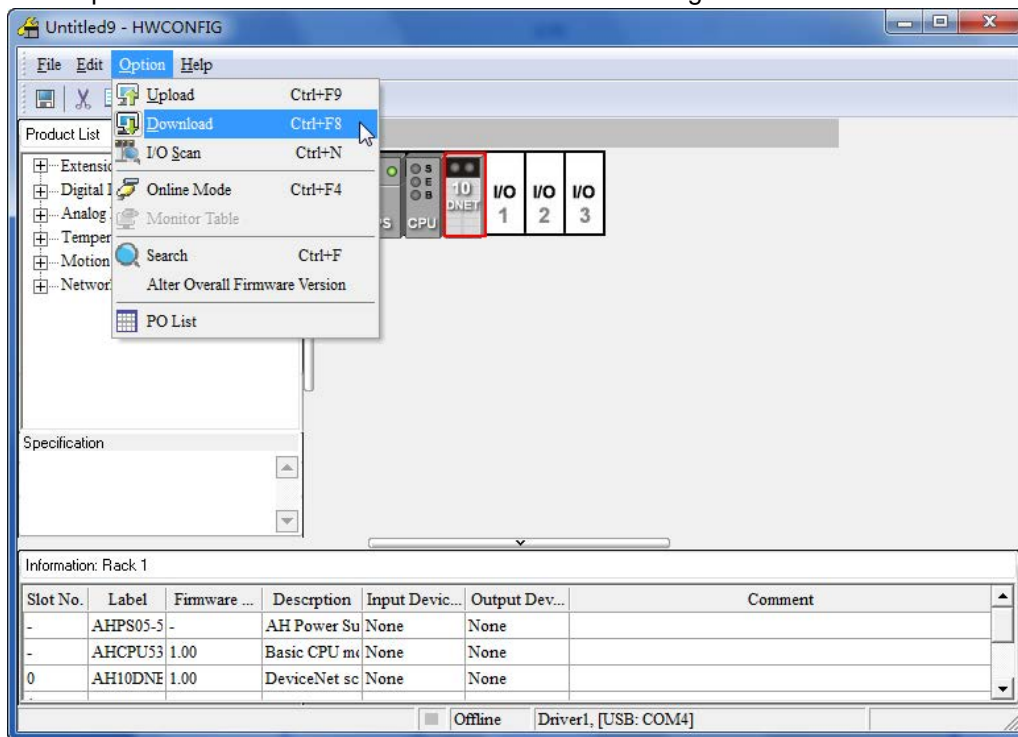 Untitled9 - HWCONFIG
File Edit Option Help
Upload Ctrl+F9
Download Ctrl+F8
I/O Scan Ctrl+N
Online Mode Ctrl+F4
Monitor Table
Search Ctrl+F
Alter Overall Firmware Version
PO List
Product List
Extensio
Digital I
Analog
Temper
Motion
Networ
S CPU
S
E
B
10
DNET
I/O
1
I/O
2
I/O
3
Specification
Information: Rack 1
Slot No. Label Firmware ... Descrption Input Devic... Output Dev... Comment
- AHPS05-5 - AH Power Su None None
- AHCPU53 1.00 Basic CPU mo None None
0 AH10DNE 1.00 DeviceNet sc None None
Offline Driver1, [USB: COM4]